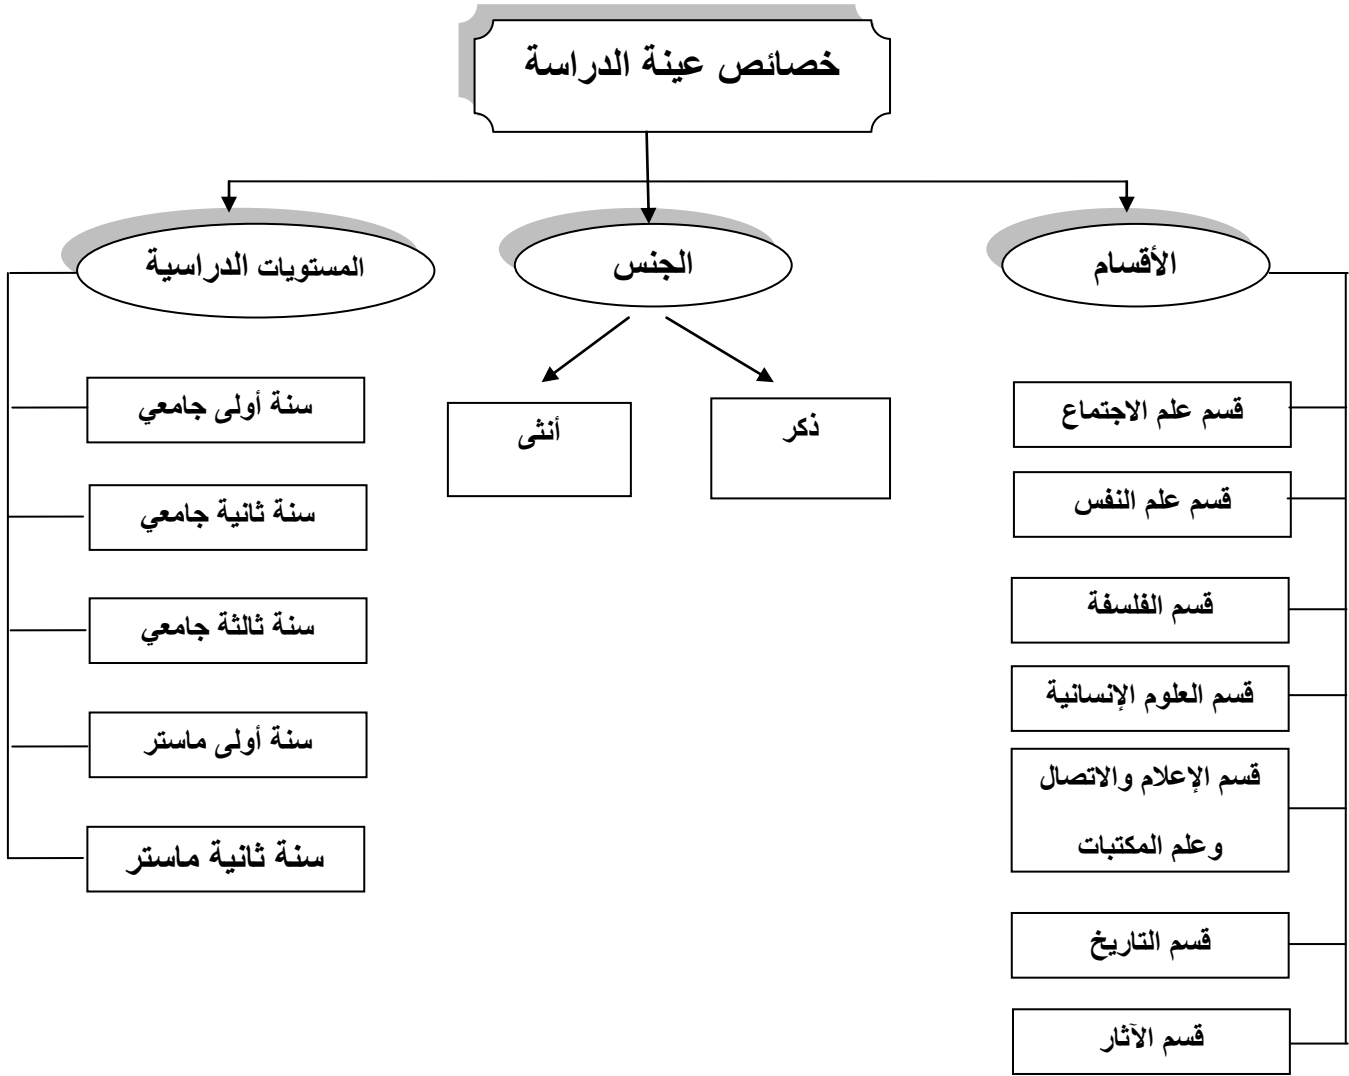 خصائص عينة الدراسة
الأقسام
الجنس
المستويات الدراسية
قسم علم الاجتماع
قسم علم النفس
قسم الفلسفة
قسم العلوم الإنسانية
قسم الإعلام والاتصال
وعلم المكتبات
قسم التاريخ
قسم الآثار
ذكر
أنثى
سنة أولى جامعي
سنة ثانية جامعي
سنة ثالثة جامعي
سنة أولى ماستر
سنة ثانية ماستر